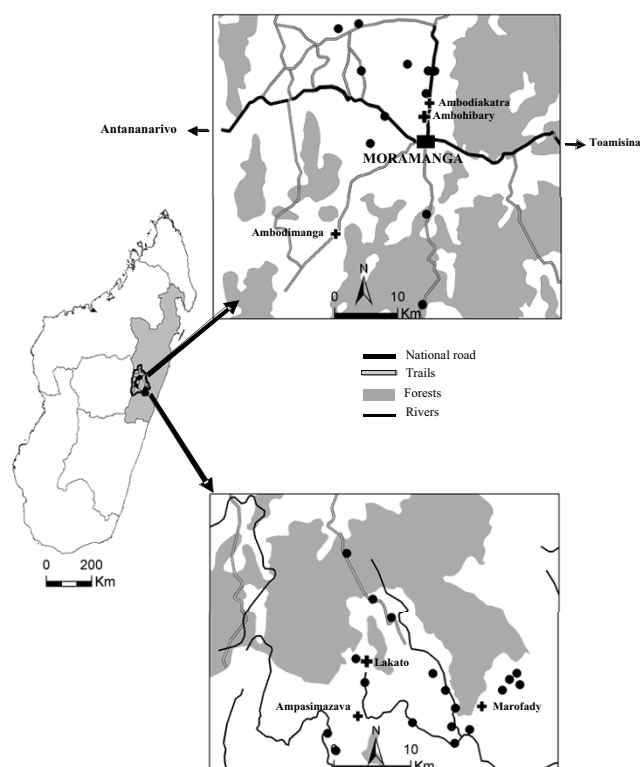 Ambodiakatra
Ambohibary
Antananarivo
Toamisina
MORAMANGA
Ambodimanga
N
0 10
Km
National road
Trails
Forests
Rivers
0 200
Km
Lakato
Ampasimazava
Marofady
N
0 10
Km